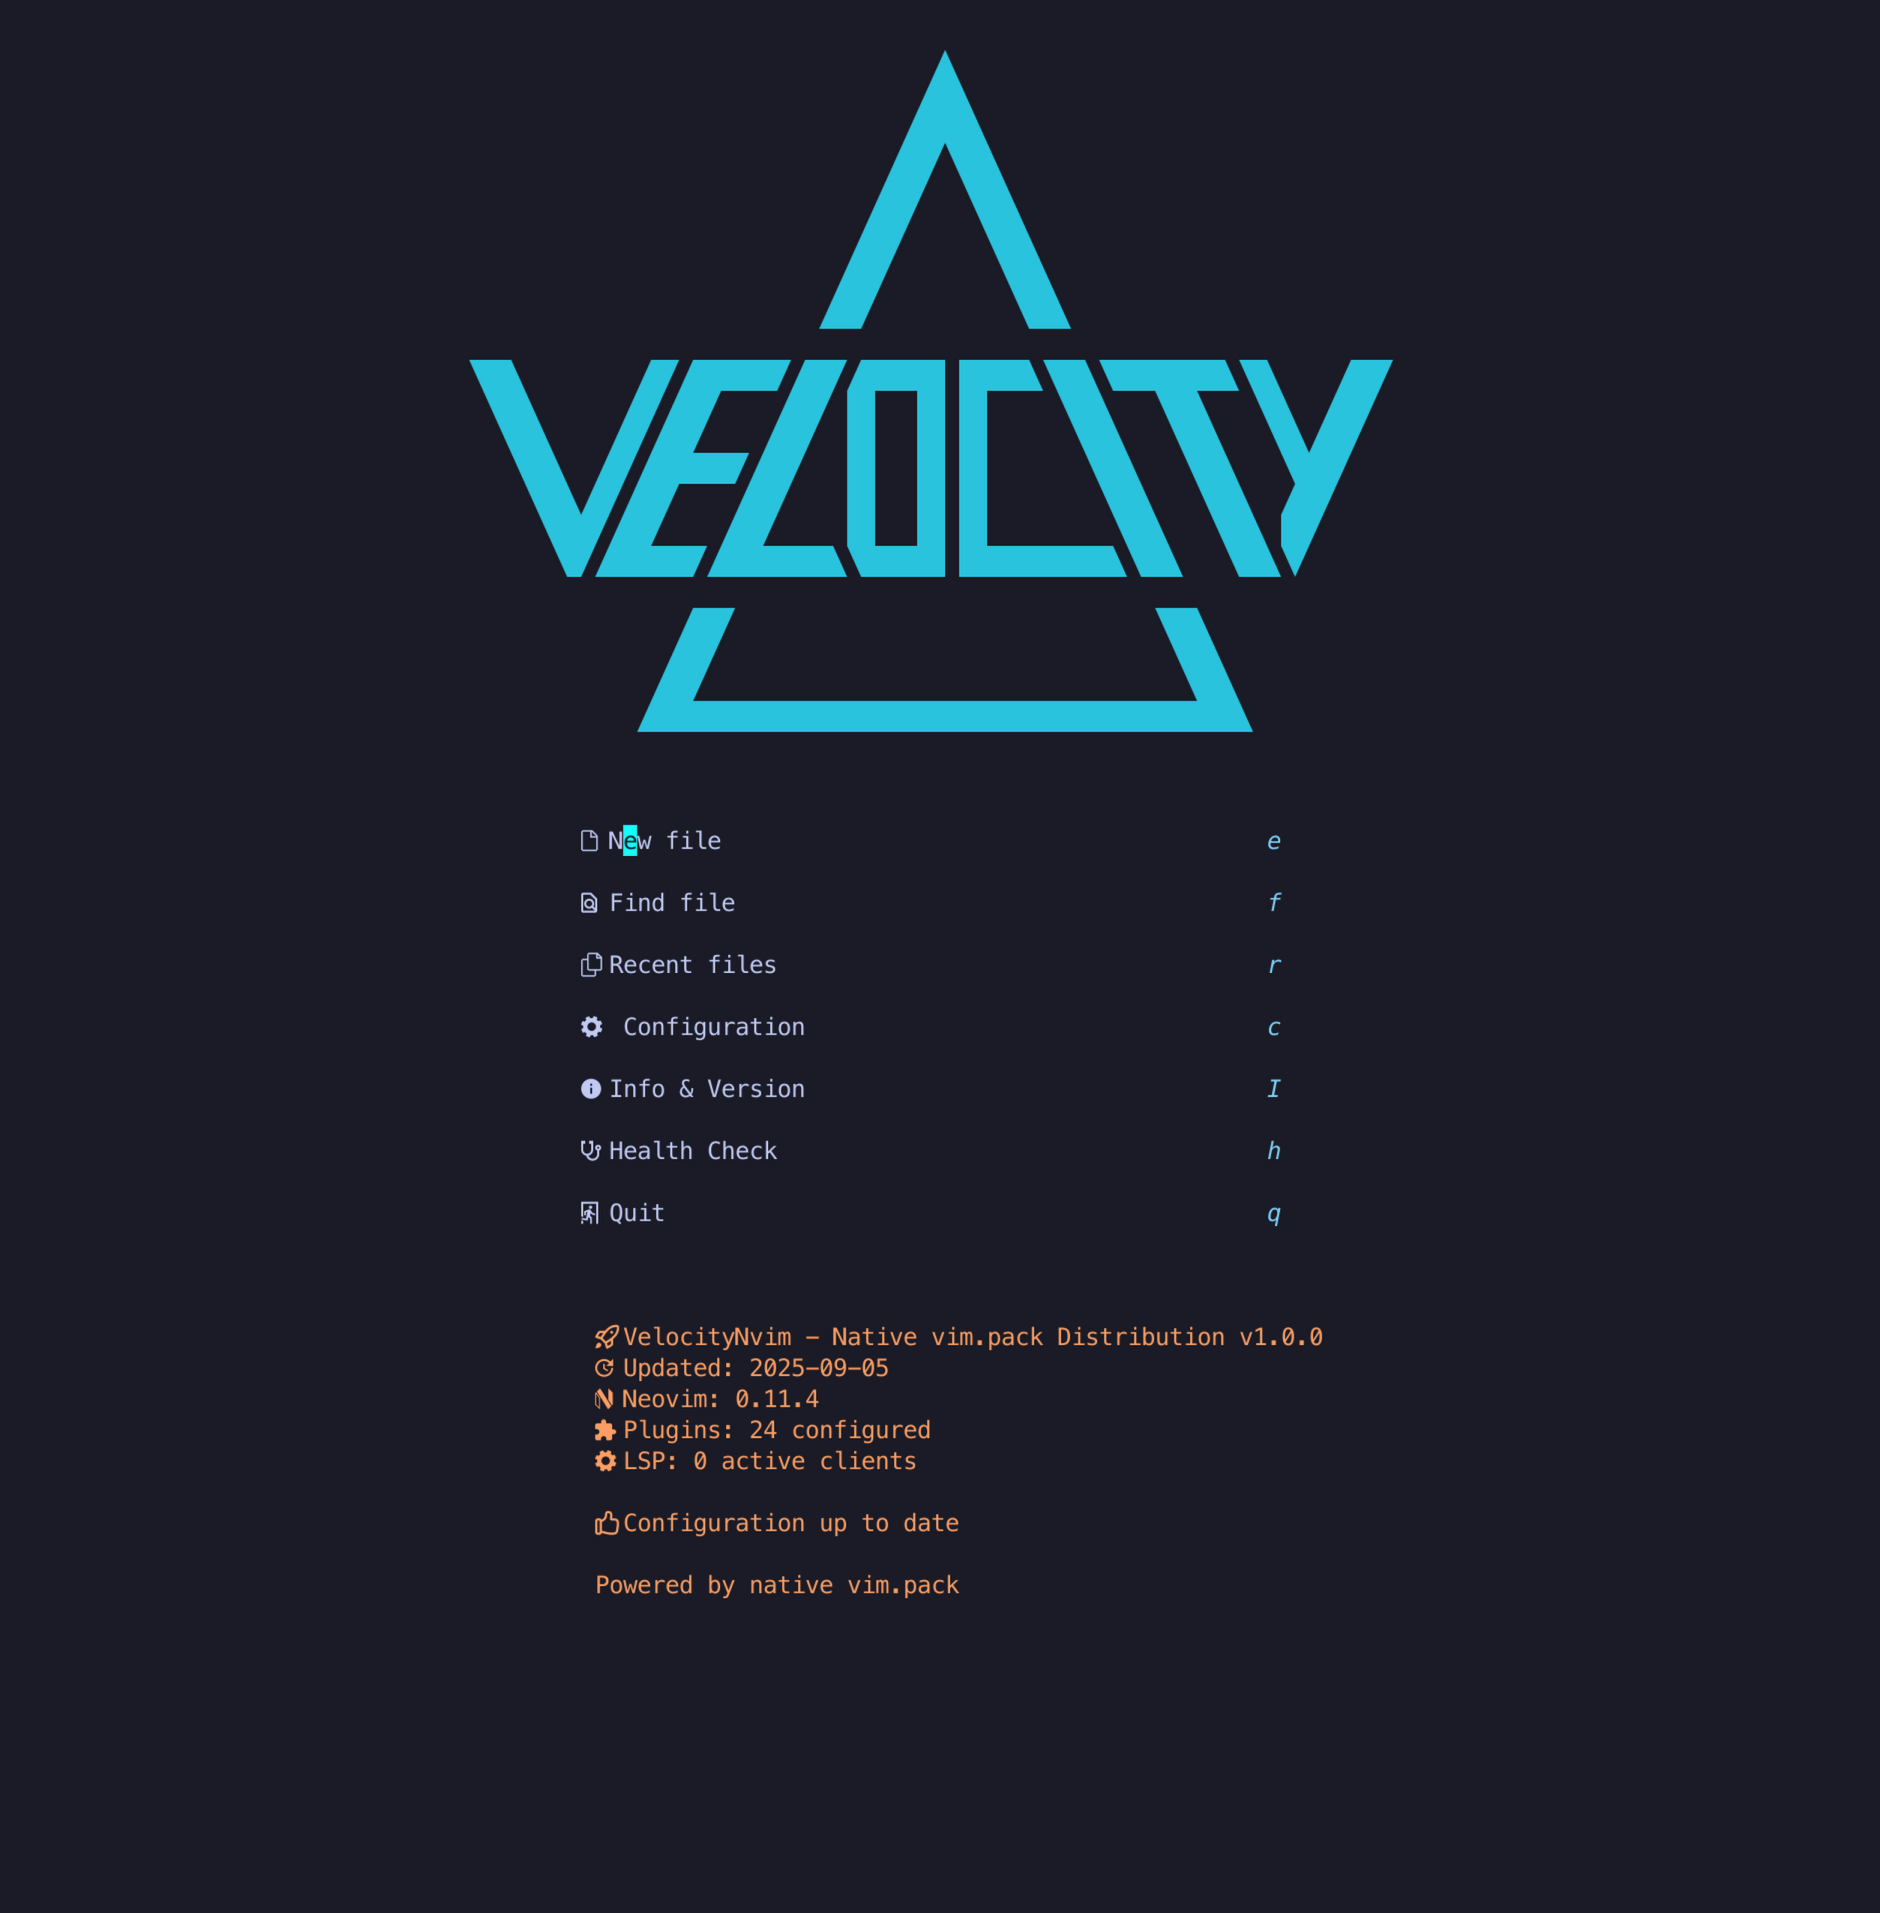 VELOCITY
New file e
Find file f
Recent files r
Configuration c
Info & Version I
Health Check h
Quit q
VelocityNvim – Native vim.pack Distribution v1.0.0
Updated: 2025–09–05
Neovim: 0.11.4
Plugins: 24 configured
LSP: 0 active clients
Configuration up to date
Powered by native vim.pack